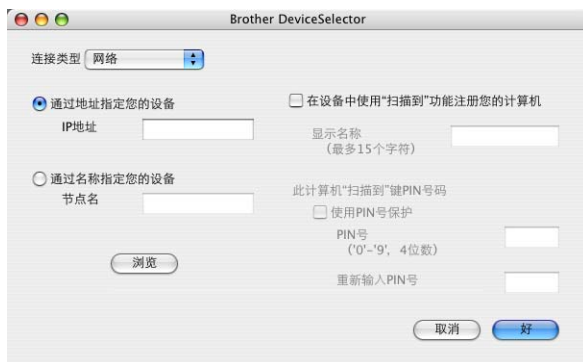 Brother DeviceSelector
连接类型 网络
通过地址指定您的设备
IP地址
通过名称指定您的设备
节点名
浏览
在设备中使用“扫描到”功能注册您的计算机
显示名称
(最多15个字符)
此计算机“扫描到”键PIN号码
使用PIN号保护
PIN号
('0'-'9', 4位数)
重新输入PIN号
取消
好